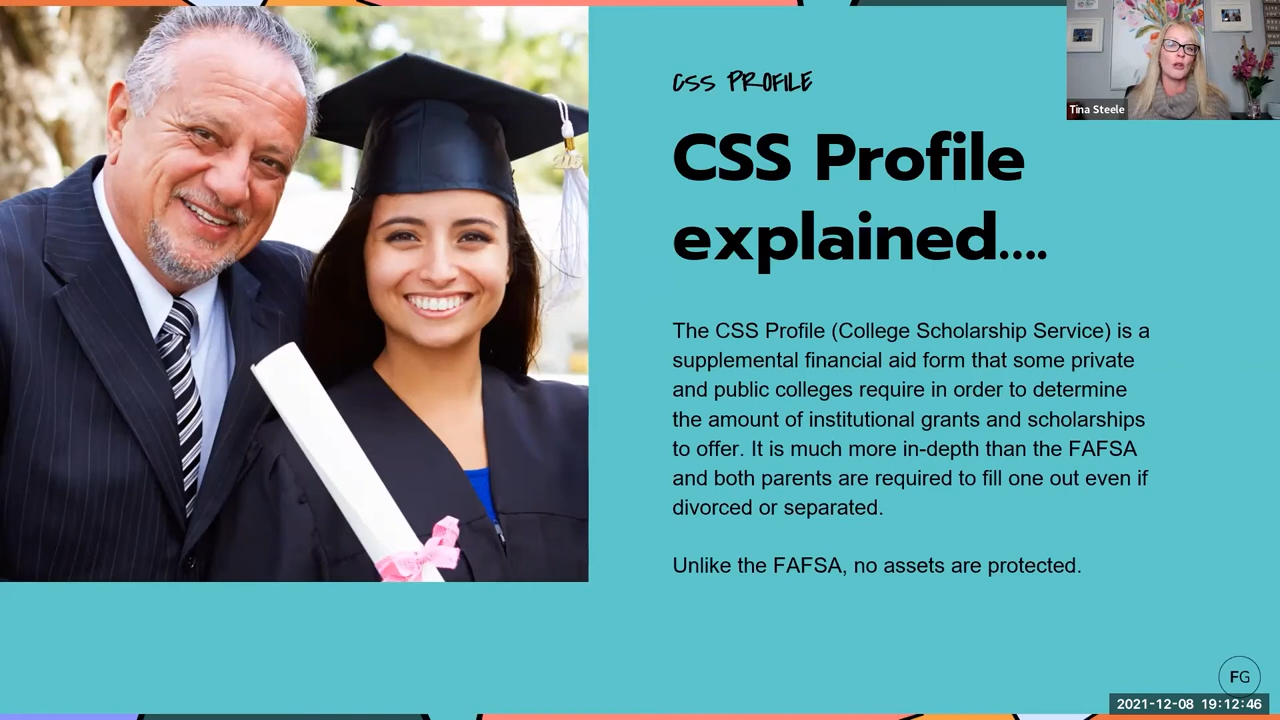 CSS PROFILE
CSS Profile
explained....
The CSS Profile (College Scholarship Service) is a
supplemental financial aid form that some private
and public colleges require in order to determine
the amount of institutional grants and scholarships
to offer. It is much more in-depth than the FAFSA
and both parents are required to fill one out even if
divorced or separated.
Unlike the FAFSA, no assets are protected.
Tina Steele
FG
2021-12-08 19:12:46